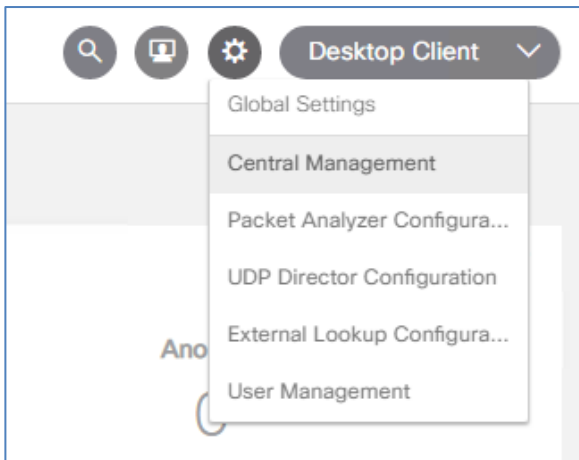 Desktop Client
Global Settings
Central Management
Packet Analyzer Configura...
UDP Director Configuration
External Lookup Configura...
Ano
User Management